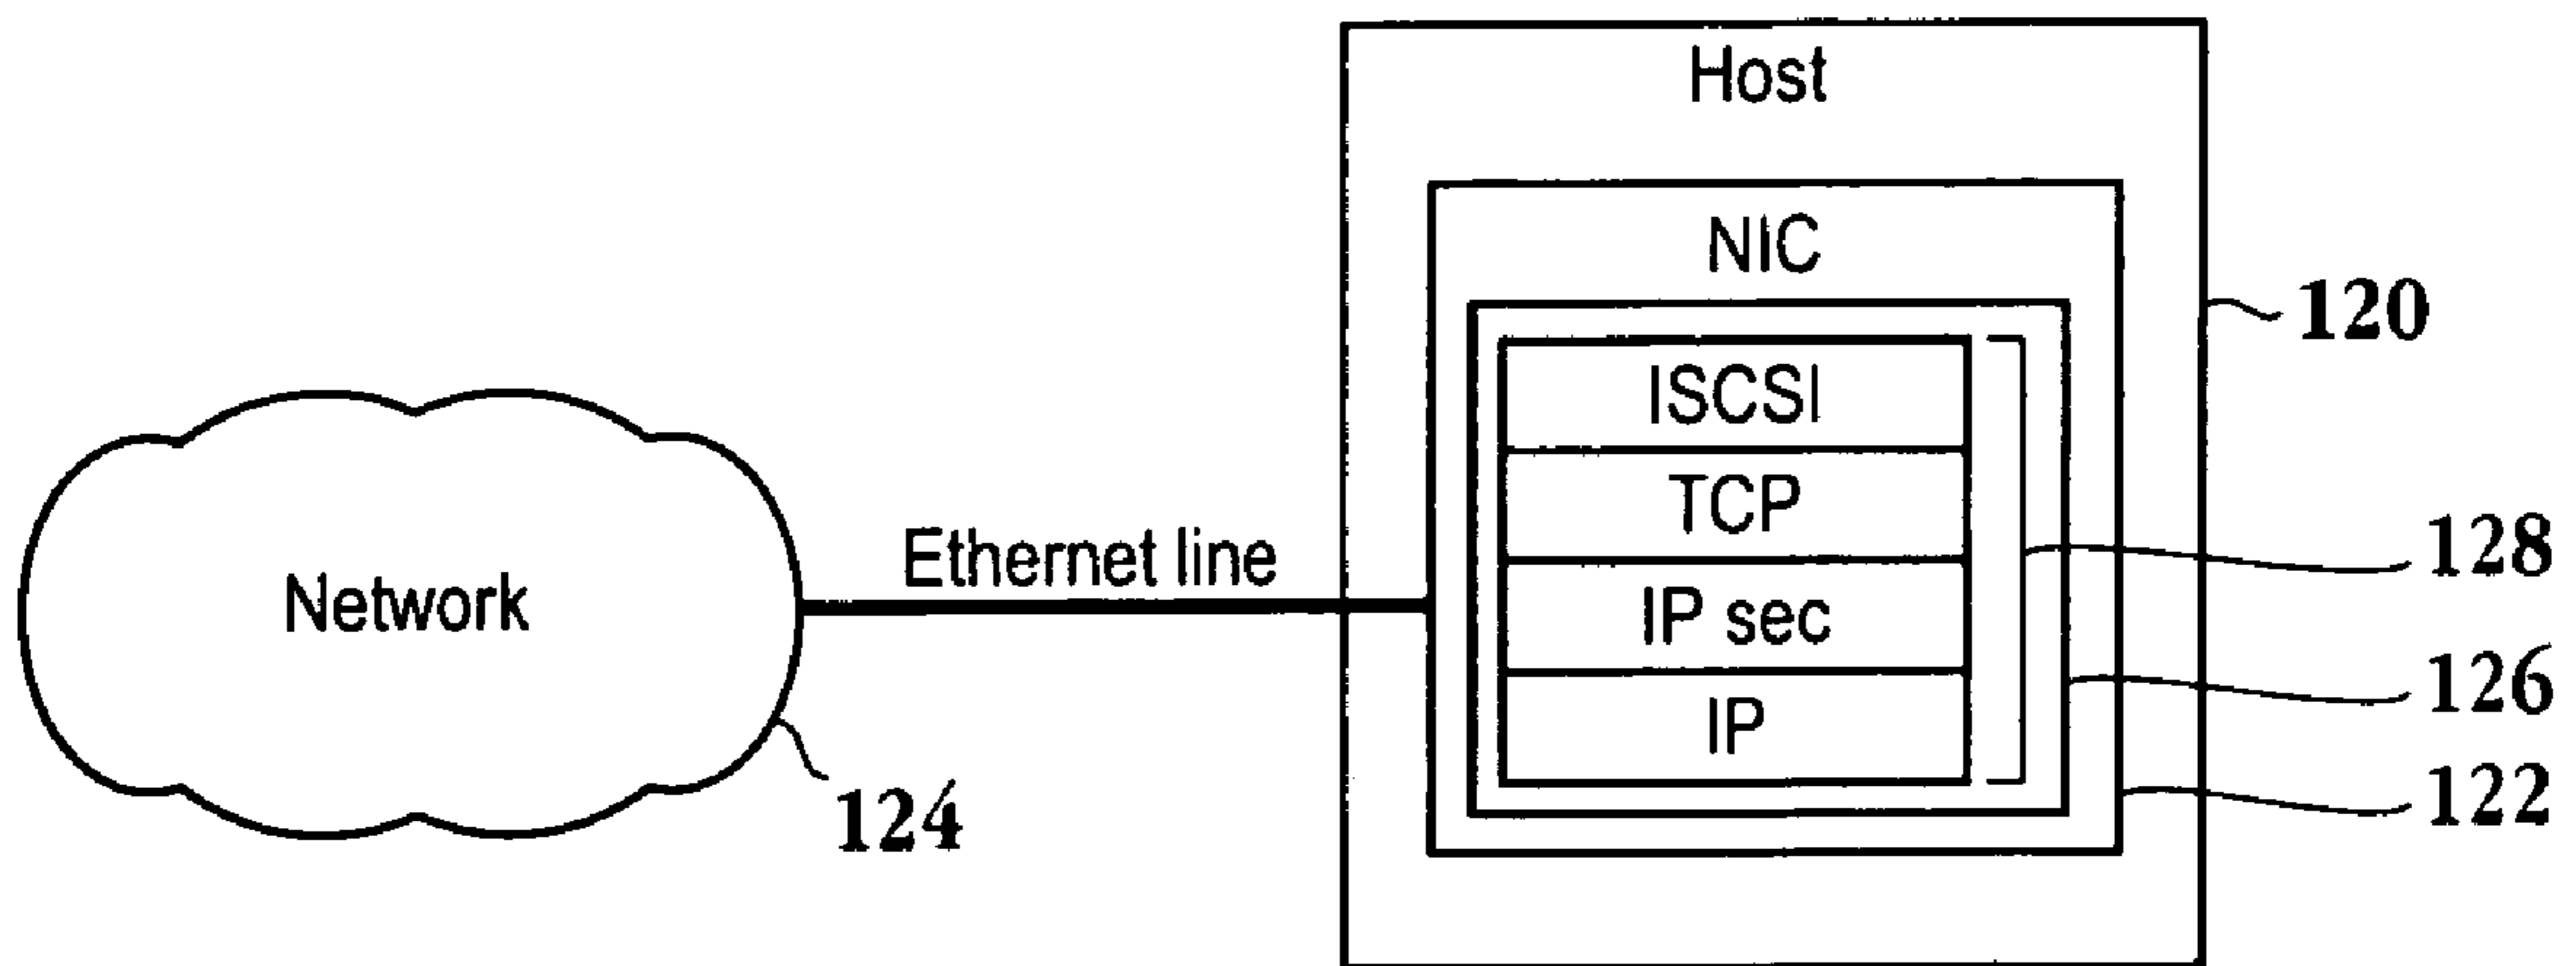 Host
NIC
120
ISCSI
TCP
128
Ethernet line
Network
IP sec
126
IP
122
124